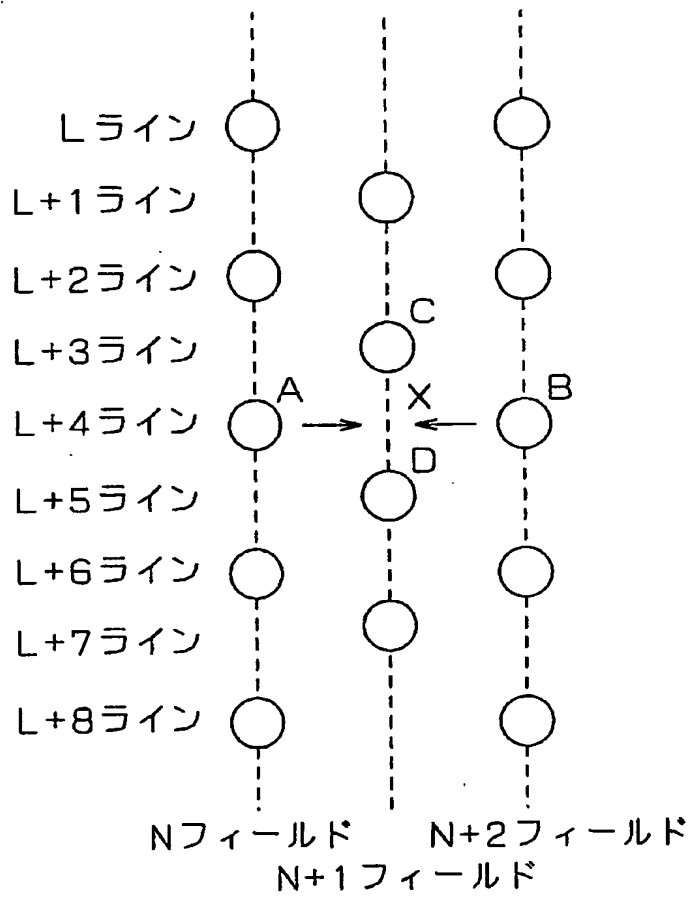 Lライン
L+1ライン
L+2ライン
C
L+3ライン
A
X
B
L+4ライン
D
L+5ライン
L+6ライン
L+7ライン
L+8ライン
Nフィールド
N+2フィールド
N+1フィールド